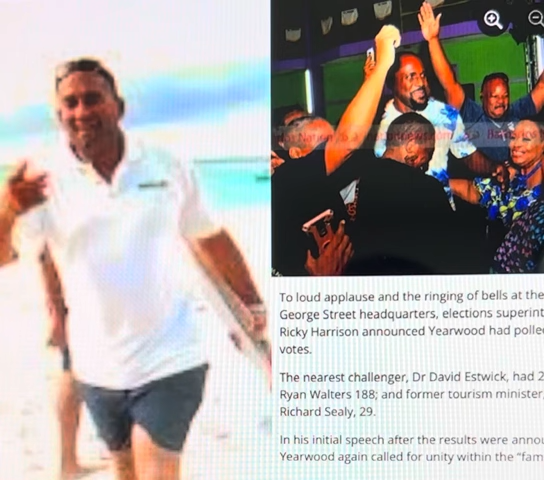 To loud applause and the ringing of bells at the
George Street headquarters, elections superint
Ricky Harrison announced Yearwood had polle
votes.
The nearest challenger, Dr David Estwick, had 2
Ryan Walters 188; and former tourism minister,
Richard Sealy, 29.
In his initial speech after the results were annou
Yearwood again called for unity within the “fam